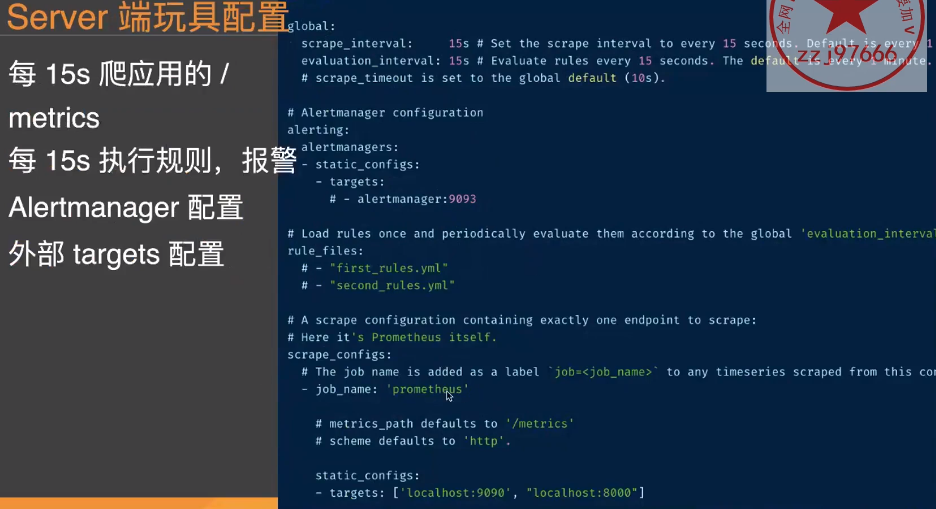 Server 端玩具配置
每 15s 爬应用的 /
metrics
每 15s 执行规则，报警
Alertmanager 配置
外部 targets 配置
global:
scrape_interval:     15s # Set the scrape interval to every 15 seconds. Default is every 1
evaluation_interval: 15s # Evaluate rules every 15 seconds. The default is every 1 minute.
# scrape_timeout is set to the global default (10s).
# Alertmanager configuration
alerting:
alertmanagers:
- static_configs:
- targets:
# - alertmanager:9093
# Load rules once and periodically evaluate them according to the global 'evaluation_interval
rule_files:
# - "first_rules.yml"
# - "second_rules.yml"
# A scrape configuration containing exactly one endpoint to scrape:
# Here it's Prometheus itself.
scrape_configs:
# The job name is added as a label `job=<job_name>` to any timeseries scraped from this con
- job_name: 'prometheus'
# metrics_path defaults to '/metrics'
# scheme defaults to 'http'.
static_configs:
- targets: ['localhost:9090', "localhost:8000"]
全网
接加 V
zzj97666